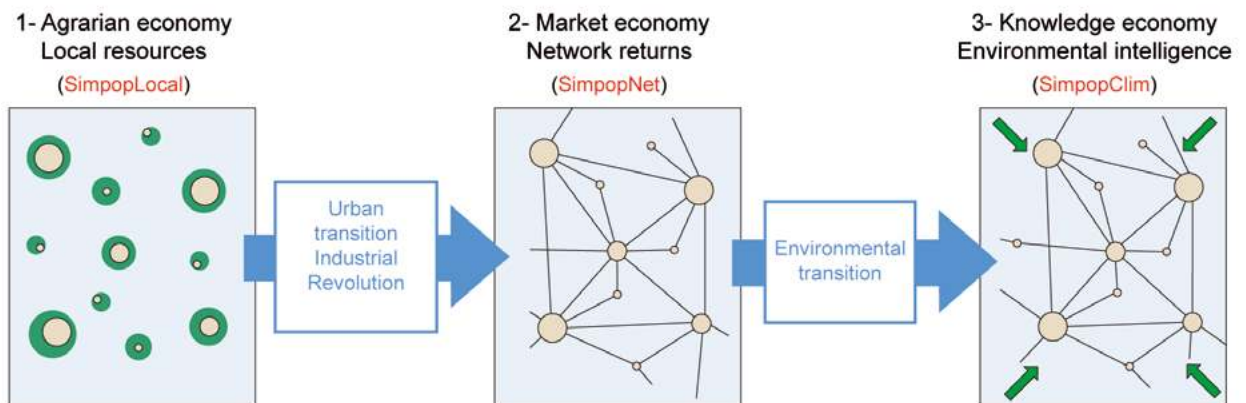 1- Agrarian economy
Local resources
(SimpopLocal)
2- Market economy
Network returns
(SimpopNet)
3- Knowledge economy
Environmental intelligence
(SimpopClim)
Urban
transition
Industrial
Revolution
Environmental
transition